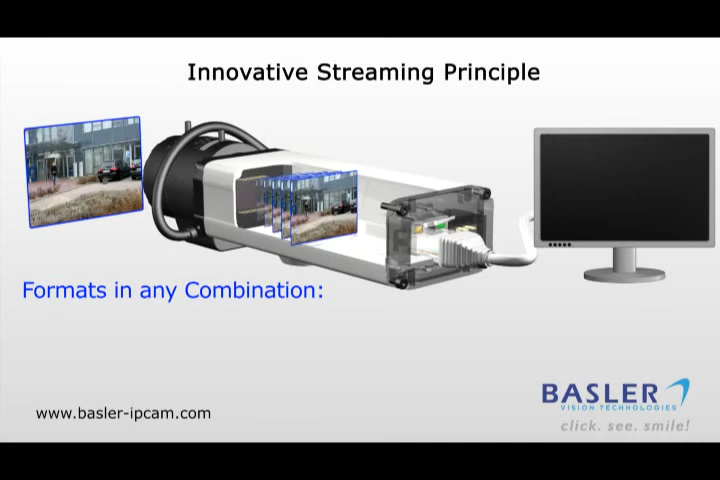 Innovative Streaming Principle
Formats in any Combination:
www.basler-ipcam.com
BASLER
VISION TECHNOLOGIES
click. see. smile!